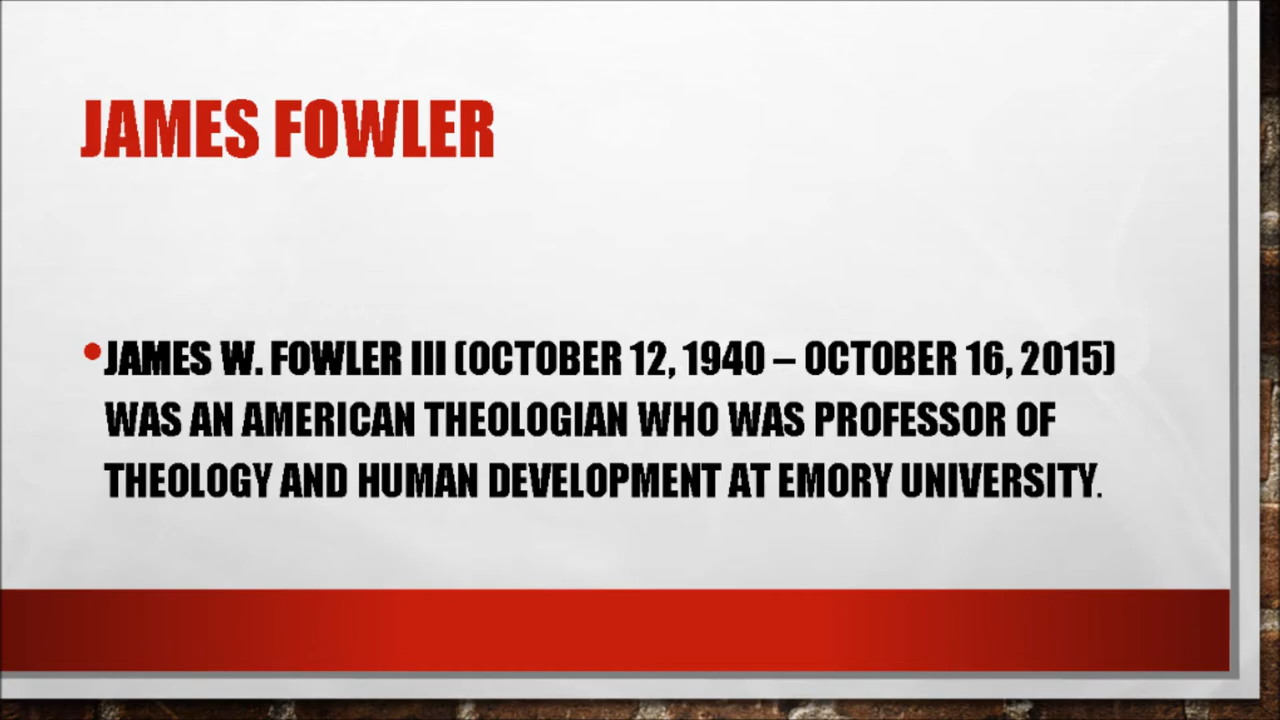 JAMES FOWLER
•JAMES W. FOWLER III (OCTOBER 12, 1940 – OCTOBER 16, 2015)
WAS AN AMERICAN THEOLOGIAN WHO WAS PROFESSOR OF
THEOLOGY AND HUMAN DEVELOPMENT AT EMORY UNIVERSITY.